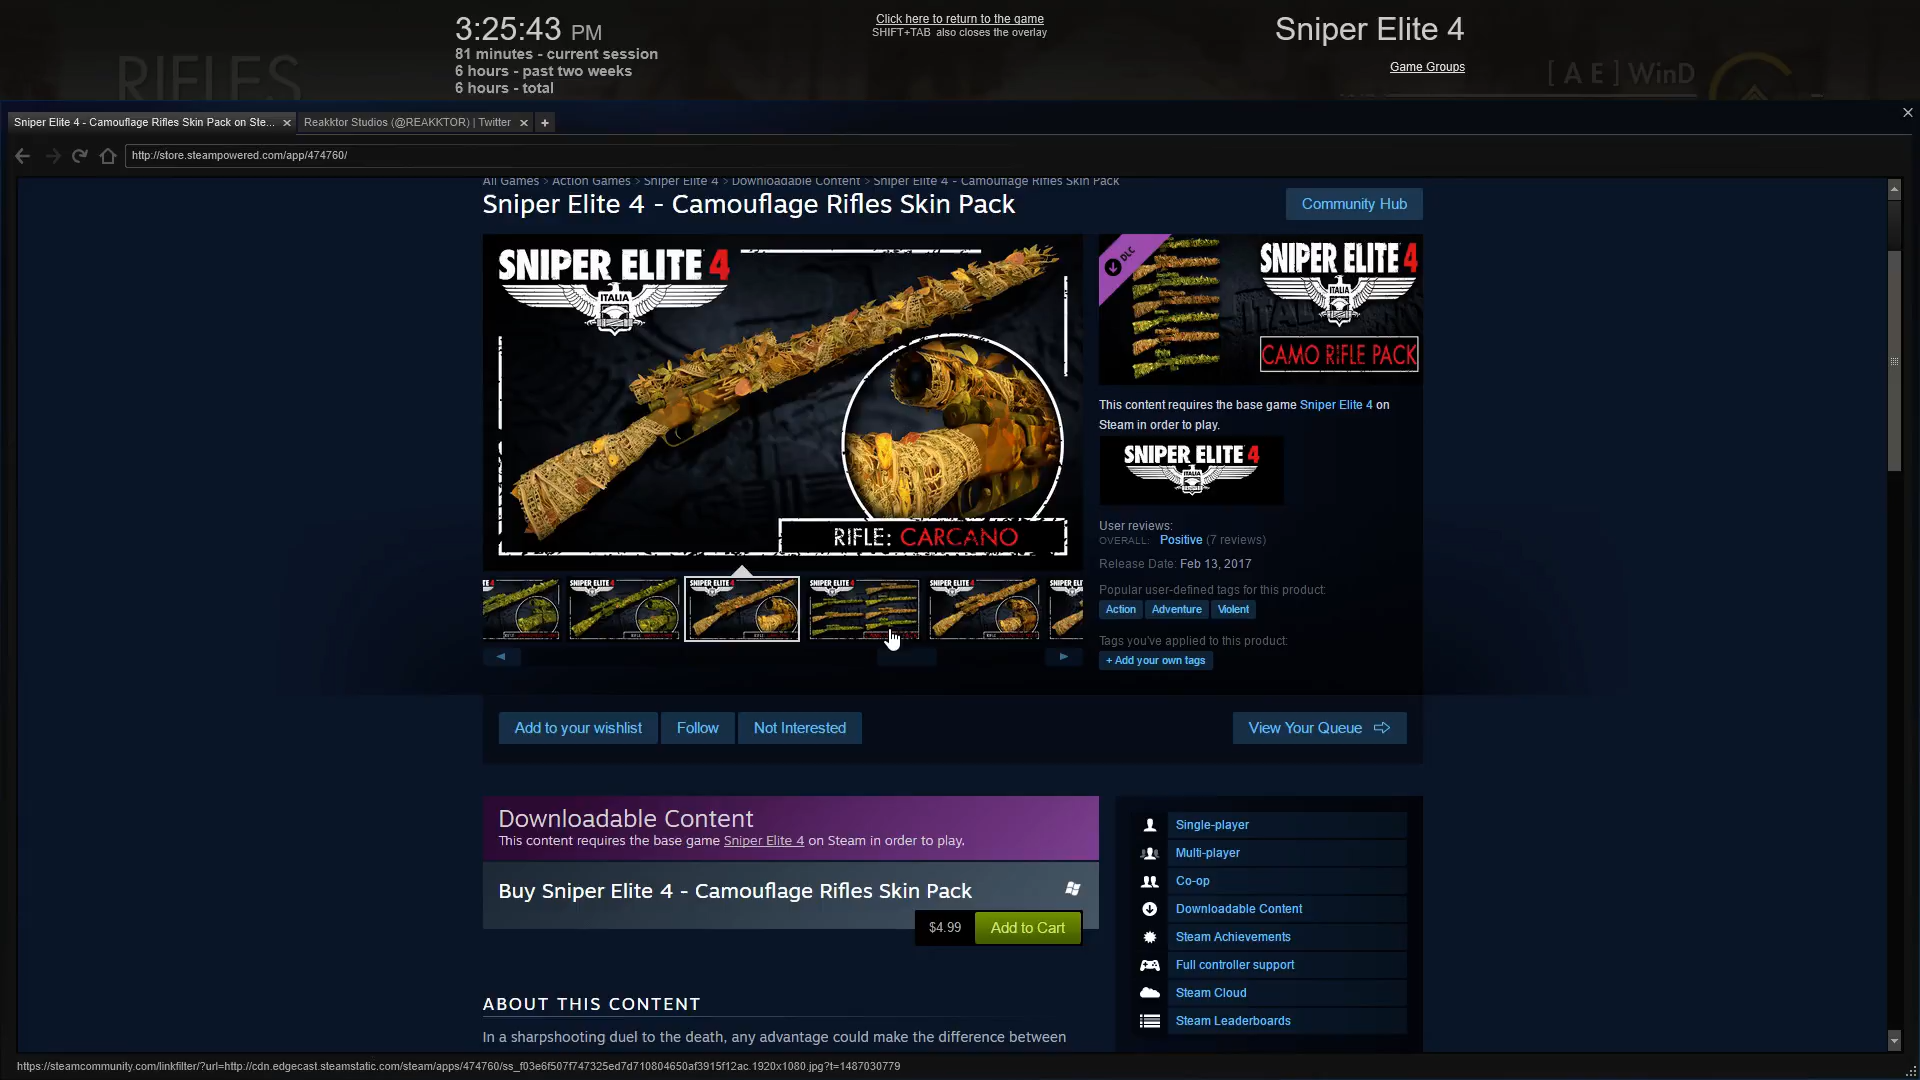 RIFLES
3:25:43 PM
81 minutes - current session
6 hours - past two weeks
6 hours - total
Click here to return to the game
SHIFT+TAB also closes the overlay
Sniper Elite 4
Game Groups
[ A E ] WinD
Sniper Elite 4 - Camouflage Rifles Skin Pack on Ste...
Reakktor Studios (@REAKKTOR) | Twitter
http://store.steampowered.com/app/474760/
All Games > Action Games > Sniper Elite 4 > Downloadable Content > Sniper Elite 4 - Camouflage Rifles Skin Pack
Sniper Elite 4 - Camouflage Rifles Skin Pack
Community Hub
SNIPER ELITE 4
ITALIA
RIFLE: CARCANO
DLC
SNIPER ELITE 4
ITALIA
CAMO RIFLE PACK
This content requires the base game Sniper Elite 4 on
Steam in order to play.
SNIPER ELITE 4
ITALIA
User reviews:
OVERALL: Positive (7 reviews)
Release Date: Feb 13, 2017
Popular user-defined tags for this product:
Action Adventure Violent
Tags you've applied to this product:
+ Add your own tags
Add to your wishlist
Follow
Not Interested
View Your Queue
Downloadable Content
This content requires the base game Sniper Elite 4 on Steam in order to play.
Buy Sniper Elite 4 - Camouflage Rifles Skin Pack
$4.99
Add to Cart
ABOUT THIS CONTENT
In a sharpshooting duel to the death, any advantage could make the difference between
Single-player
Multi-player
Co-op
Downloadable Content
Steam Achievements
Full controller support
Steam Cloud
Steam Leaderboards
https://steamcommunity.com/linkfilter/?url=http://cdn.edgecast.steamstatic.com/steam/apps/474760/ss_f03e6f507f747325ed7d710804650af3915f12ac.1920x1080.jpg?t=1487030779